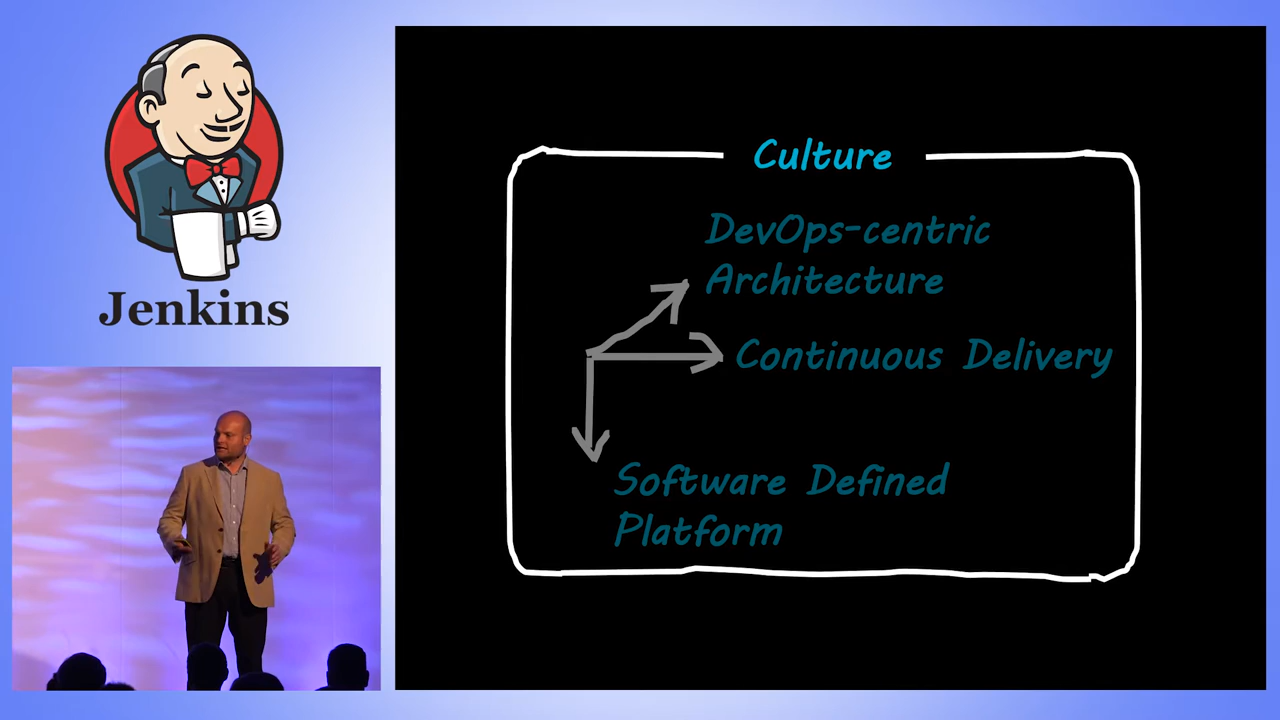 Jenkins
Culture
DevOps-centric
Architecture
Continuous Delivery
Software Defined
Platform